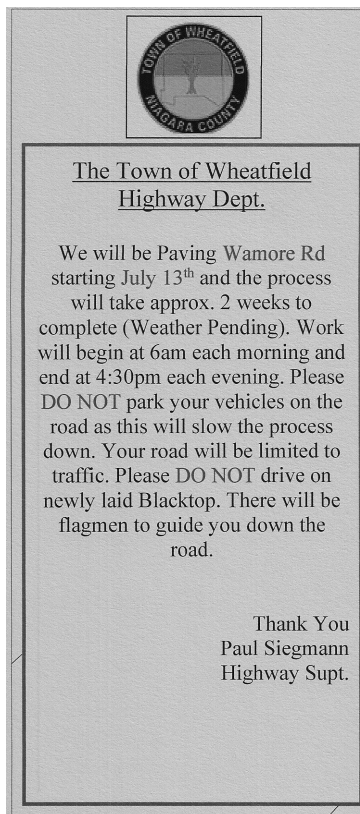 TOWN OF WHEATFIELD
NIAGARA COUNTY
The Town of Wheatfield
Highway Dept.
We will be Paving Wamore Rd
starting July 13th and the process
will take approx. 2 weeks to
complete (Weather Pending). Work
will begin at 6am each morning and
end at 4:30pm each evening. Please
DO NOT park your vehicles on the
road as this will slow the process
down. Your road will be limited to
traffic. Please DO NOT drive on
newly laid Blacktop. There will be
flagmen to guide you down the
road.
Thank You
Paul Siegmann
Highway Supt.